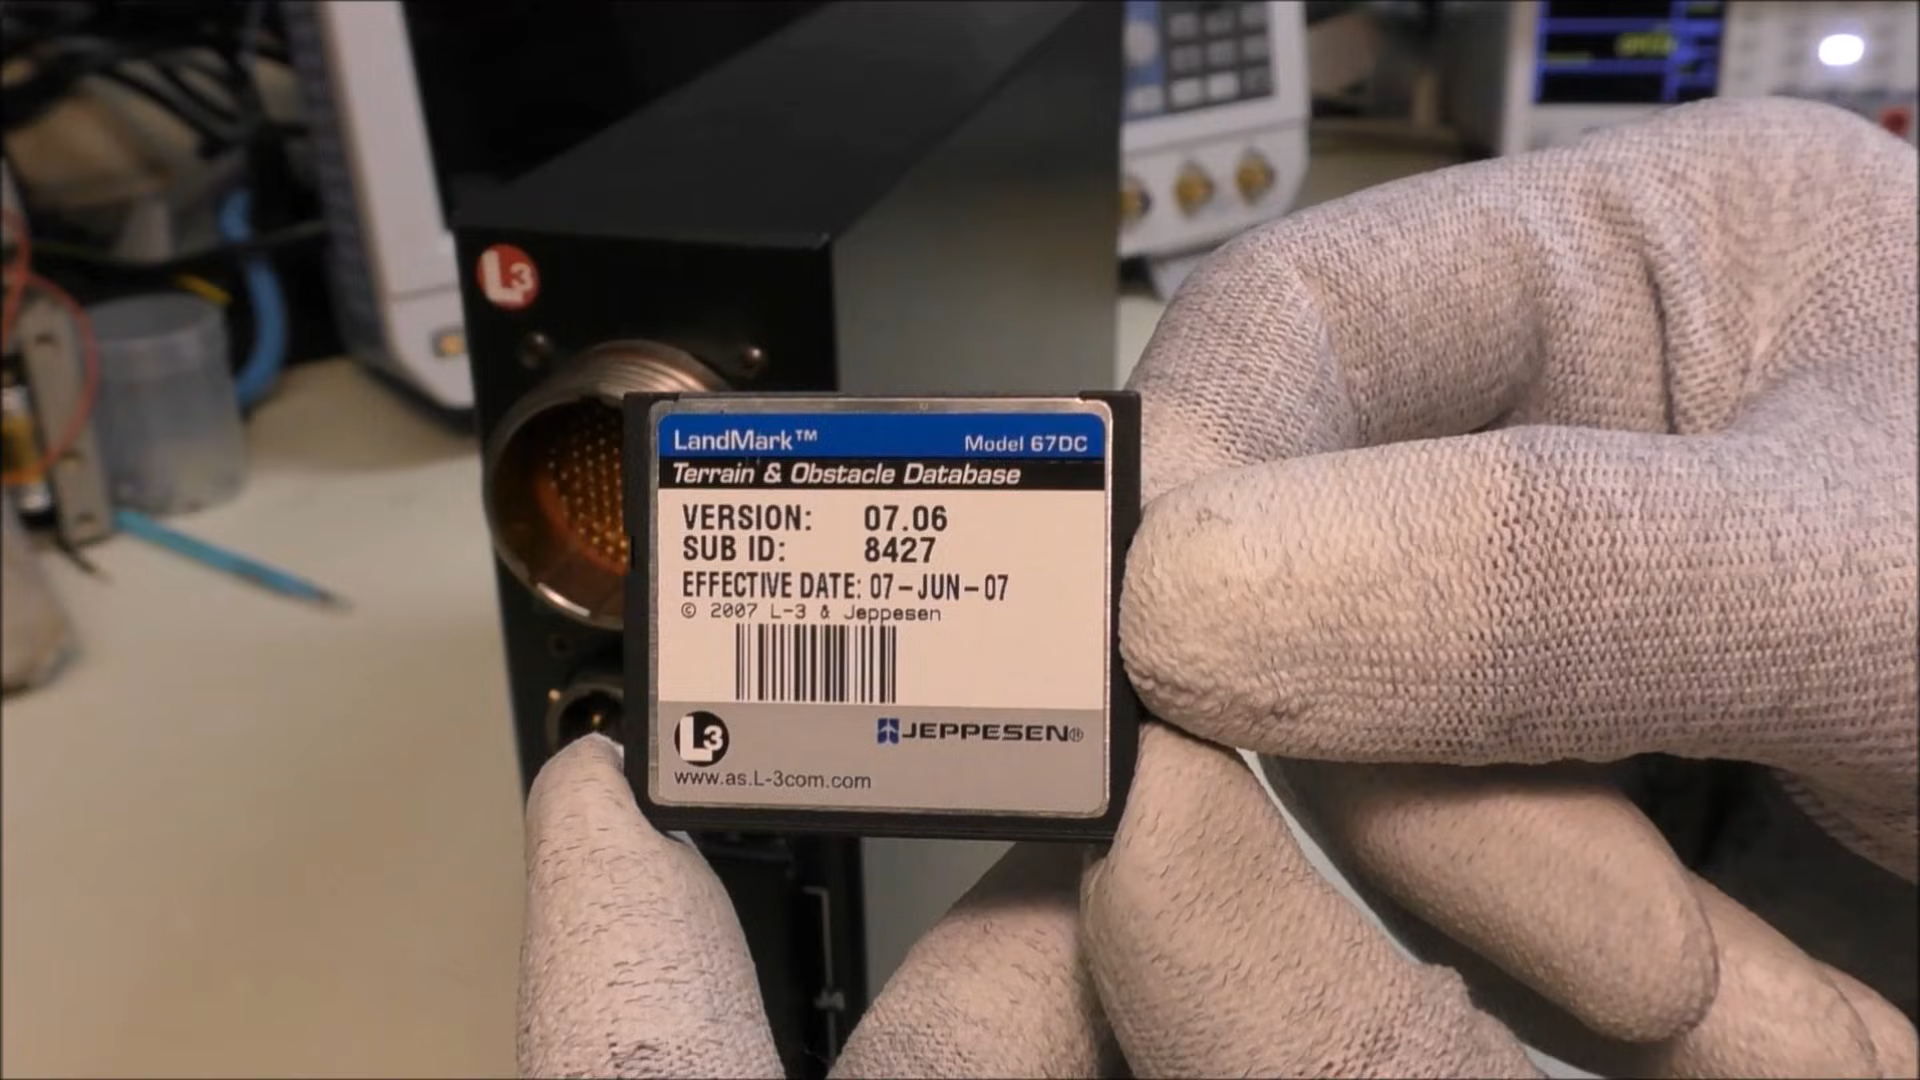 L3
LandMark™ Model 67DC
Terrain & Obstacle Database
VERSION: 07.06
SUB ID: 8427
EFFECTIVE DATE: 07-JUN-07
© 2007 L-3 & Jeppesen
L3 JEPPESEN®
www.as.L-3com.com